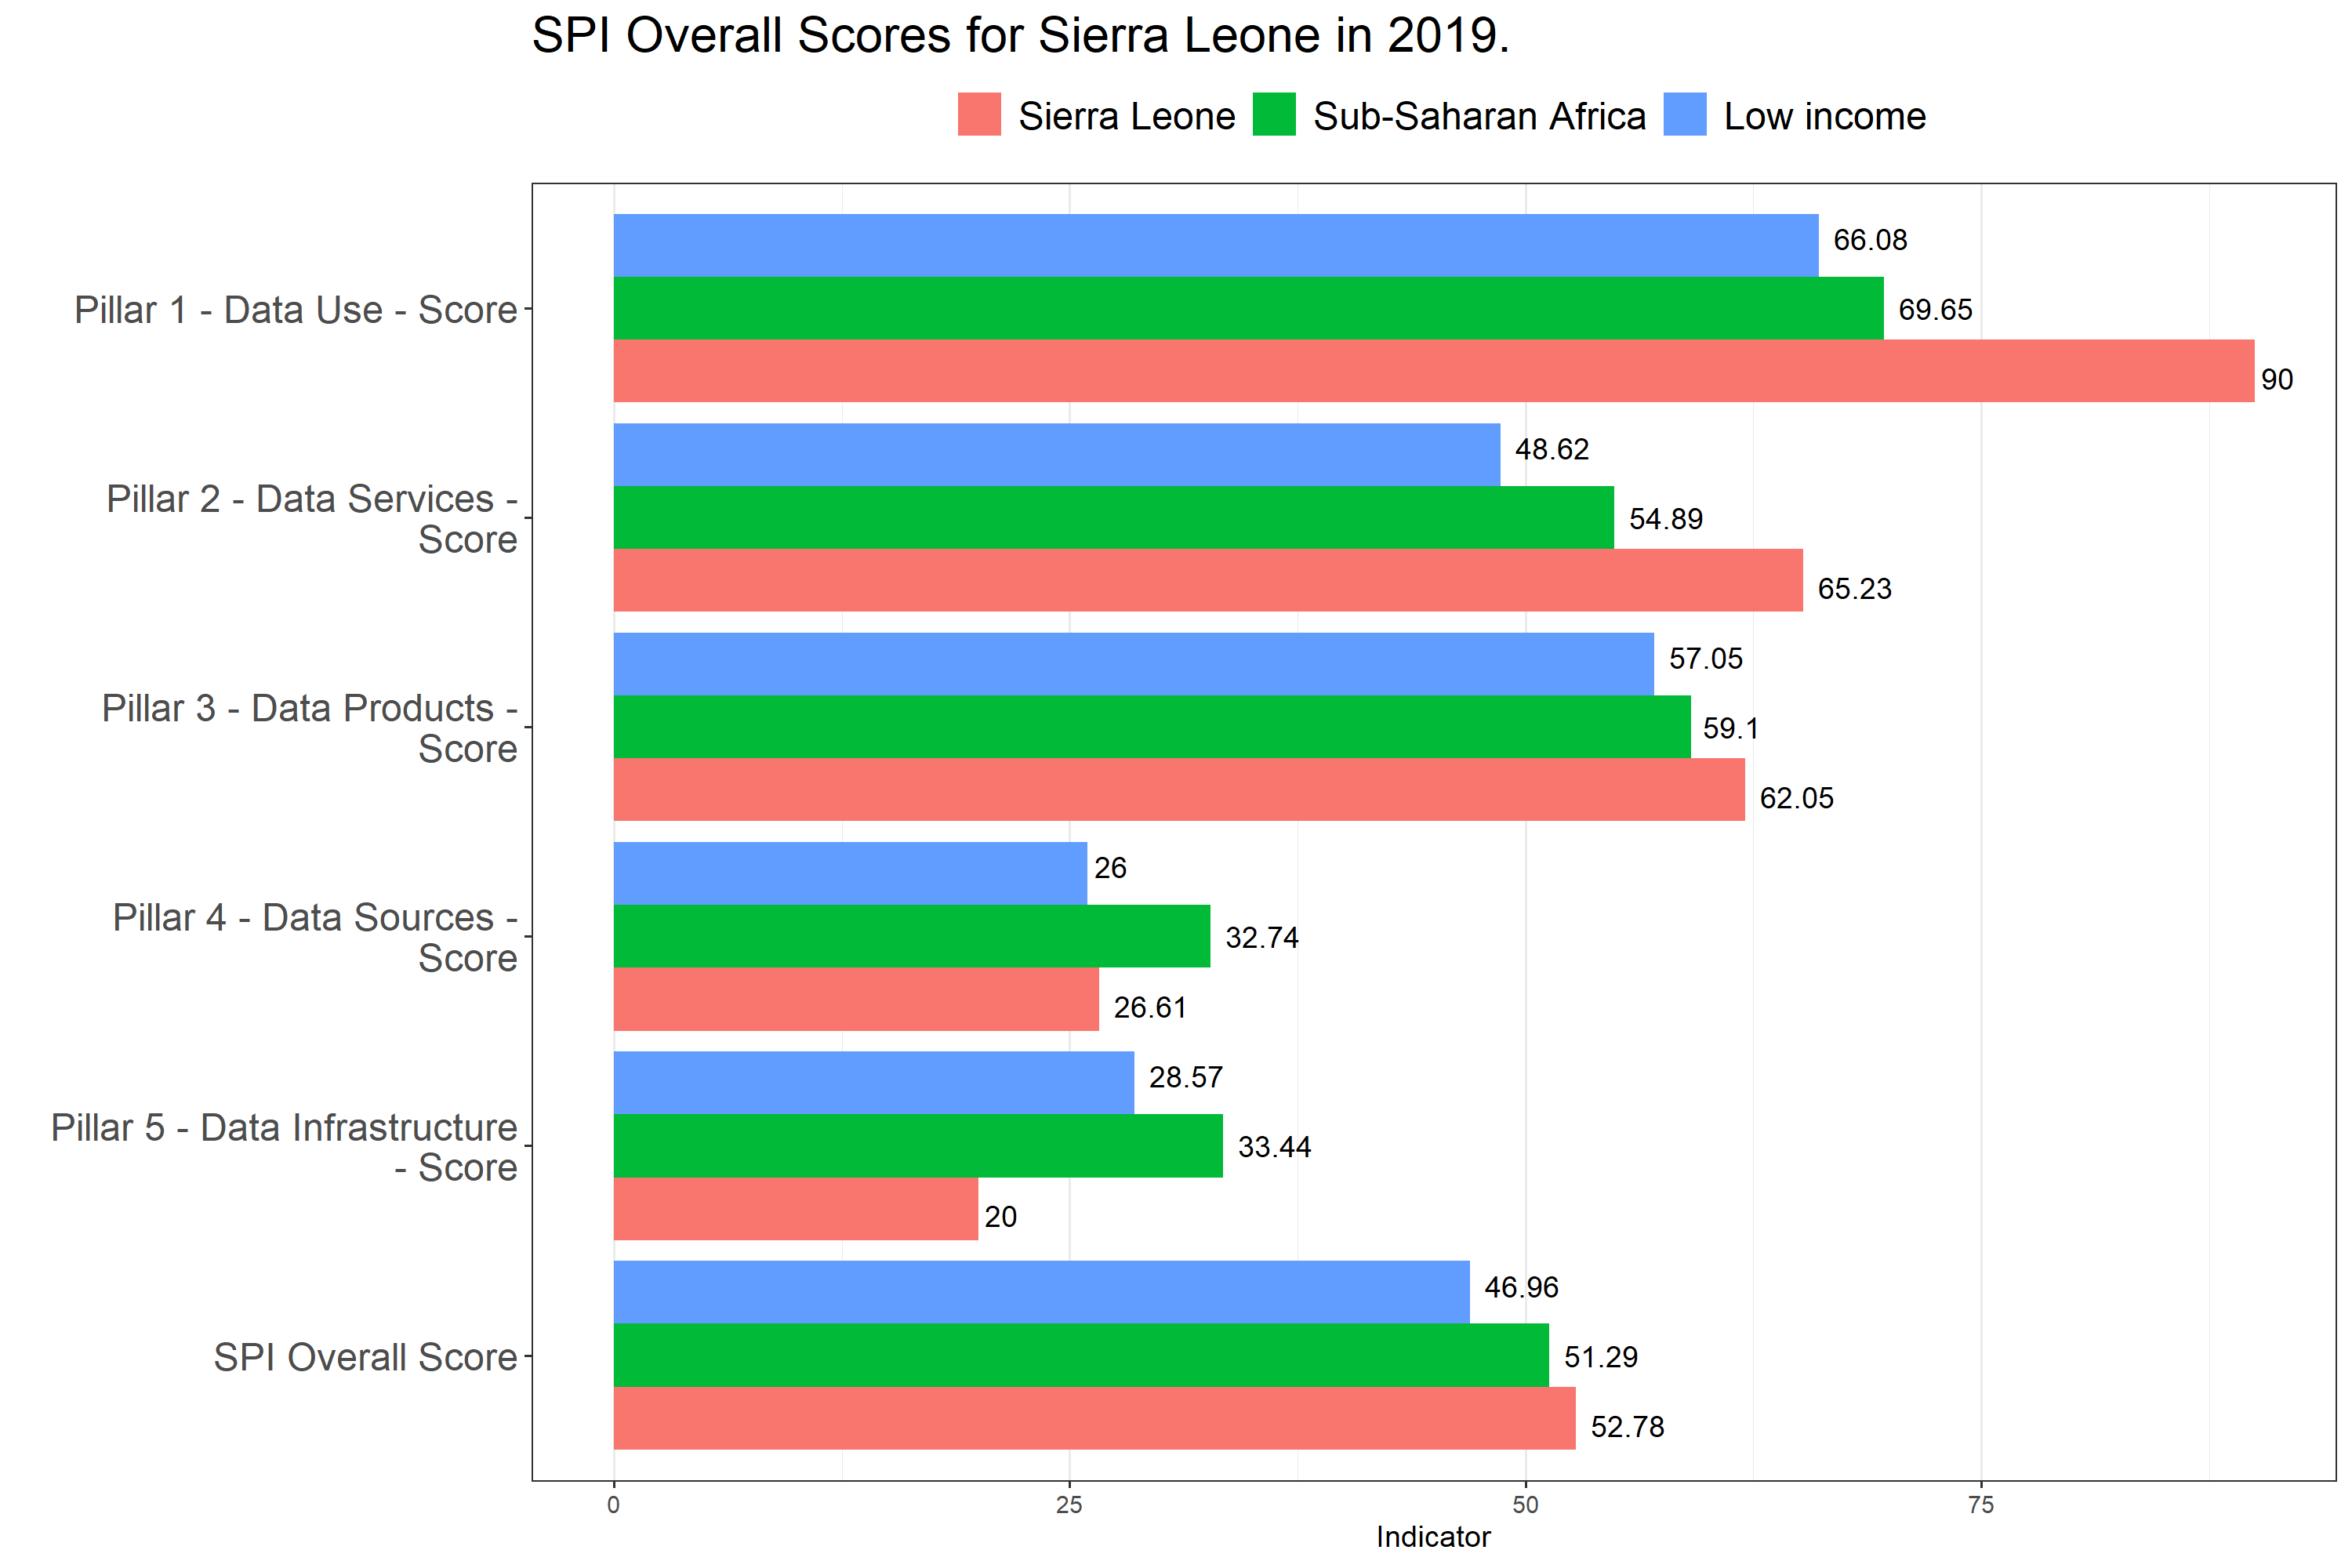 SPI Overall Scores for Sierra Leone in 2019.
Sierra Leone Sub-Saharan Africa Low income
Pillar 1 - Data Use - Score
66.08
69.65
90
Pillar 2 - Data Services -
Score
48.62
54.89
65.23
Pillar 3 - Data Products -
Score
57.05
59.1
62.05
Pillar 4 - Data Sources -
Score
26
32.74
26.61
Pillar 5 - Data Infrastructure
- Score
28.57
33.44
20
SPI Overall Score
46.96
51.29
52.78
0 25 50 75
Indicator